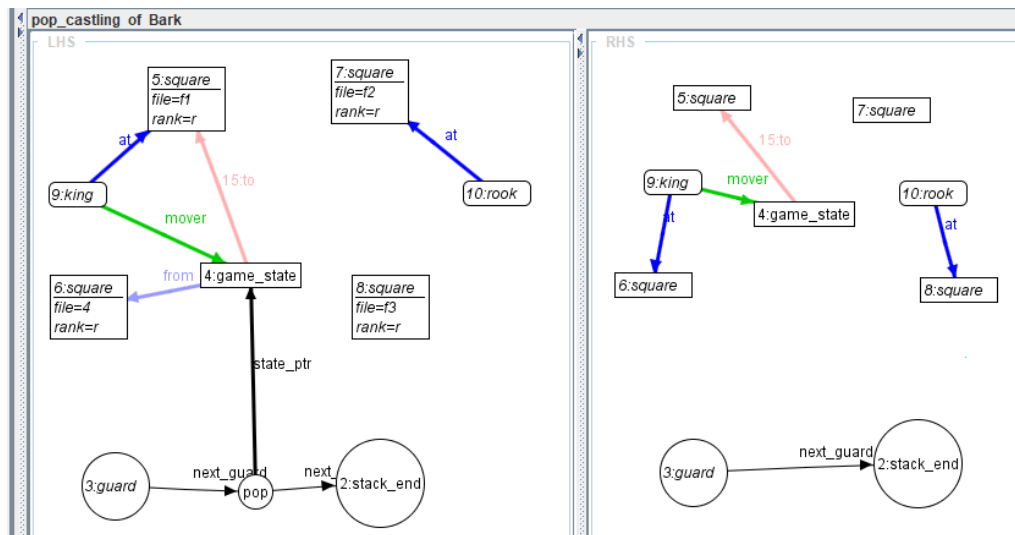 pop_castling of Bark
LHS
5:square
file=f1
rank=r
7:square
file=f2
rank=r
at
at
15:to
9:king
10:rook
mover
from
4:game_state
6:square
file=4
rank=r
8:square
file=f3
rank=r
state_ptr
next_guard
next_
3:guard
pop
2:stack_end
RHS
5:square
7:square
15:to
9:king
mover
10:rook
at
4:game_state
at
6:square
8:square
next_guard
3:guard
2:stack_end